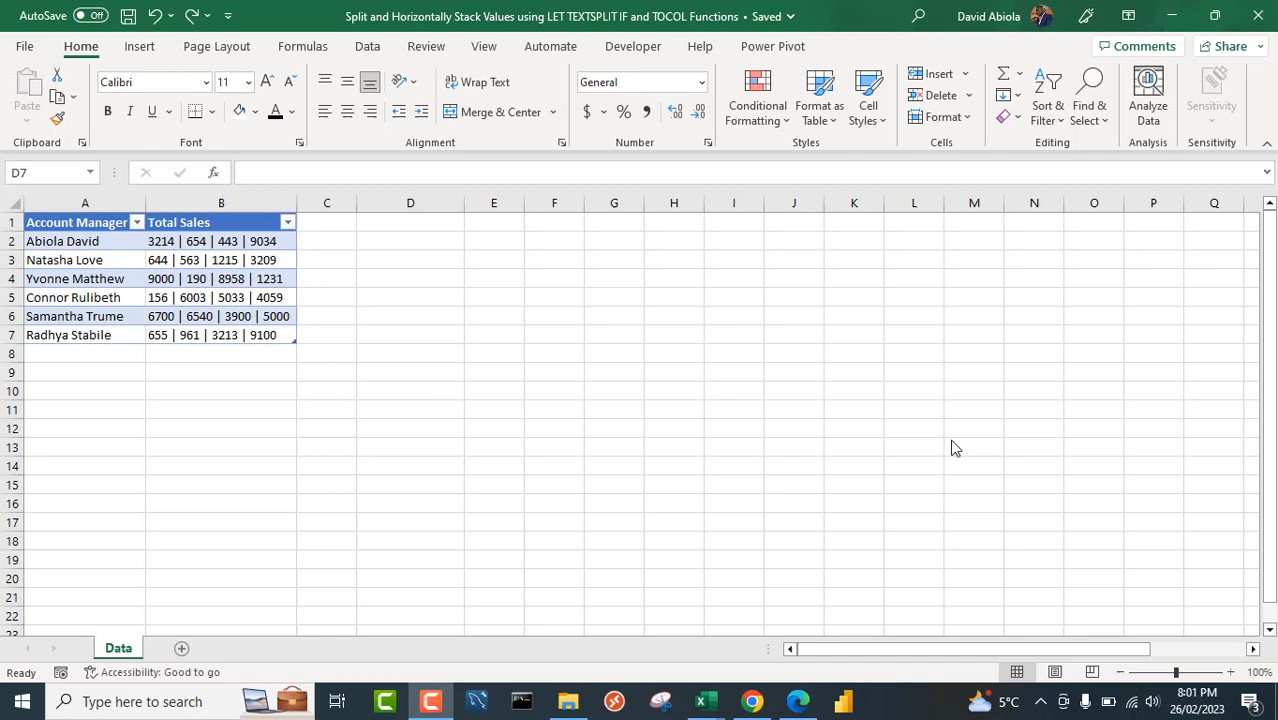 AutoSave Off Split and Horizontally Stack Values using LET TEXTSPLIT IF and TOCOL Functions - Saved David Abiola
File Home Insert Page Layout Formulas Data Review View Automate Developer Help Power Pivot Comments Share
Paste Calibri 11 Wrap Text General Conditional Formatting Format as Table Cell Styles Insert Sort & Filter Find & Select Analyze Data Sensitivity
Delete
B I U A Merge & Center $ % Format
Clipboard Font Alignment Number Styles Cells Editing Analysis Sensitivity
D7 fx
A B C D E F G H I J K L M N O P Q
1 Account Manager Total Sales
2 Abiola David 3214 | 654 | 443 | 9034
3 Natasha Love 644 | 563 | 1215 | 3209
4 Yvonne Matthew 9000 | 190 | 8958 | 1231
5 Connor Rulibeth 156 | 6003 | 5033 | 4059
6 Samantha Trume 6700 | 6540 | 3900 | 5000
7 Radhya Stabile 655 | 961 | 3213 | 9100
8
9
10
11
12
13
14
15
16
17
18
19
20
21
22
23
Data
Ready Accessibility: Good to go 100%
Type here to search 5°C 8:01 PM
26/02/2023 3